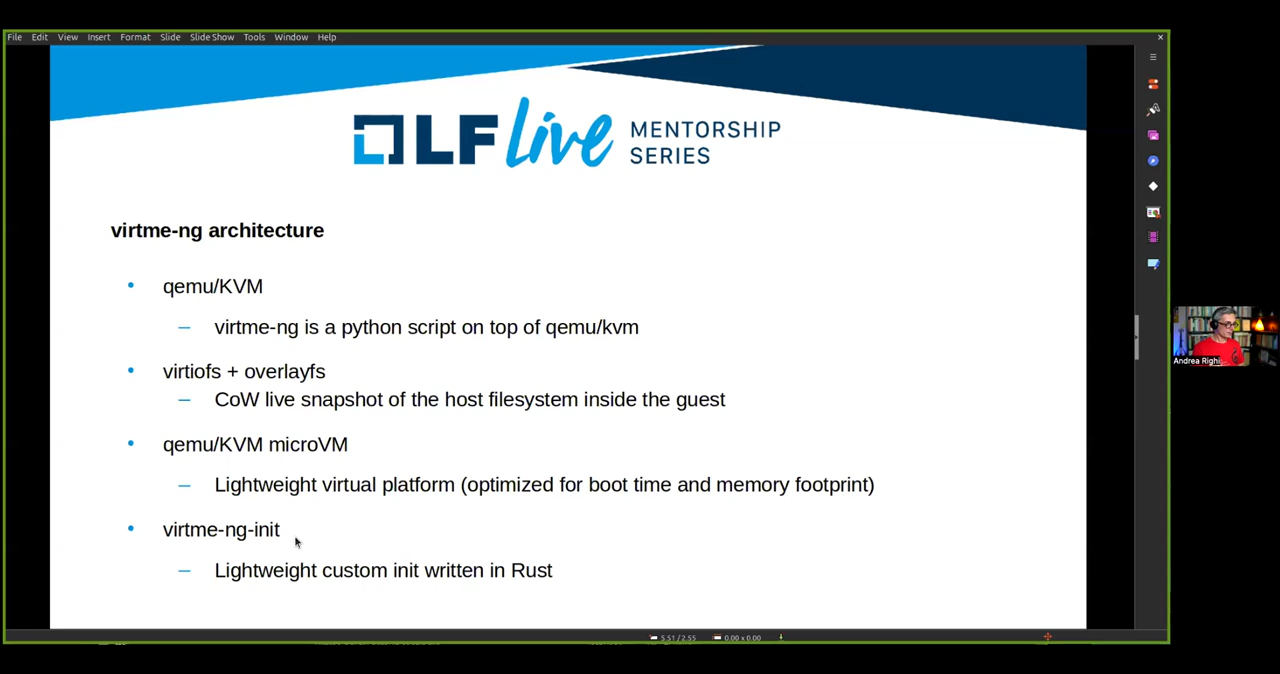 File Edit View Insert Format Slide Slide Show Tools Window Help
LF Live MENTORSHIP SERIES
virtme-ng architecture
• qemu/KVM
– virtme-ng is a python script on top of qemu/kvm
• virtiofs + overlayfs
– CoW live snapshot of the host filesystem inside the guest
• qemu/KVM microVM
– Lightweight virtual platform (optimized for boot time and memory footprint)
• virtme-ng-init
– Lightweight custom init written in Rust
Andrea Righi
5.51 / 2.55 0.00 x 0.00